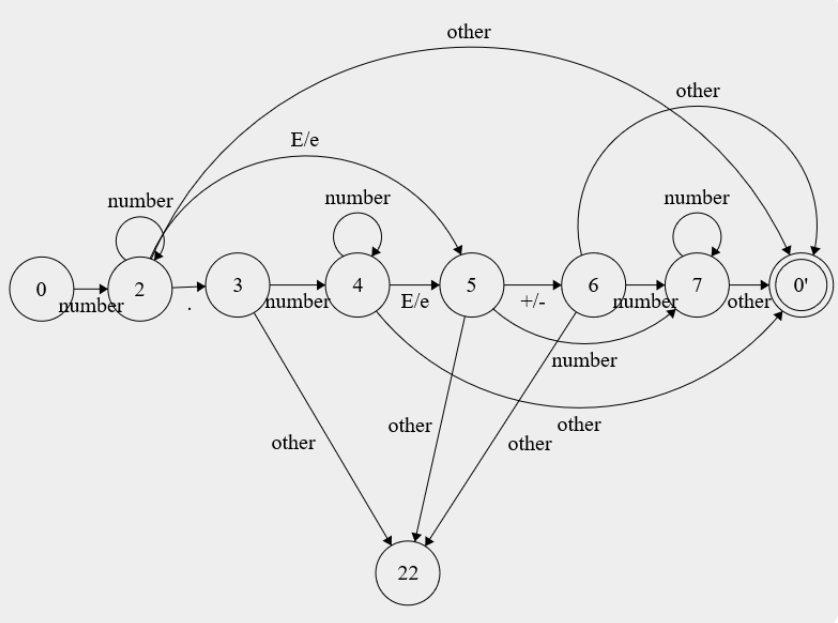 other
other
E/e
number
number
number
0
2
3
4
5
6
7
0'
number
.
number
E/e
+/-
number
other
number
other
other
other
other
22